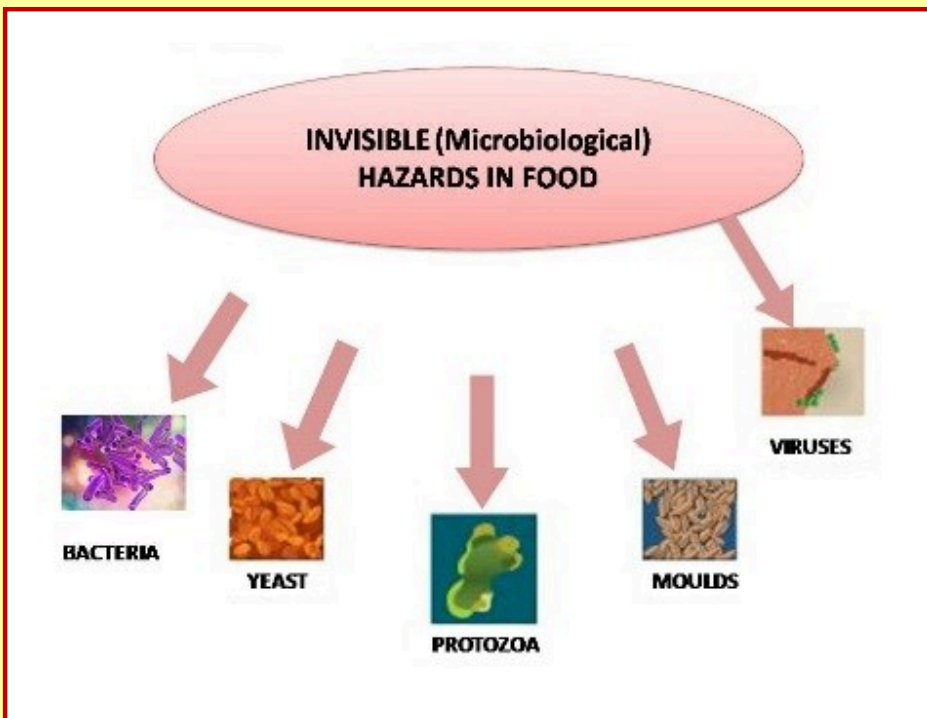 INVISIBLE (Microbiological)
HAZARDS IN FOOD
BACTERIA
YEAST
PROTOZOA
MOULDS
VIRUSES